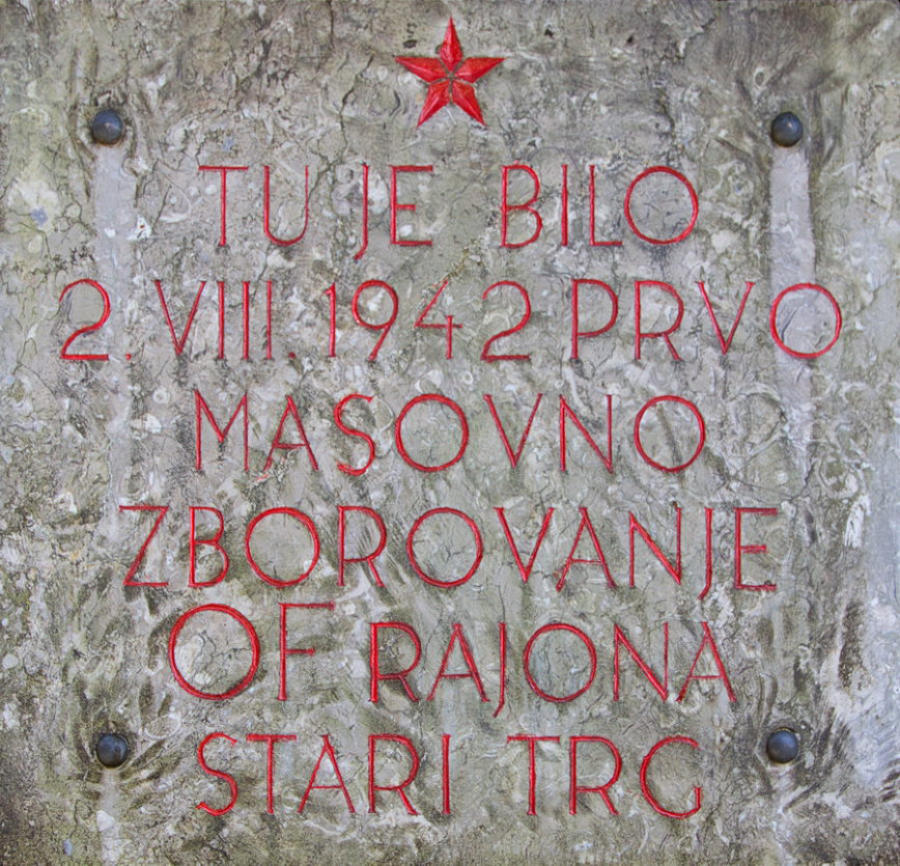 TU JE BILO
2. VIII. 1942 PRVO
MASOVNO
ZBOROVANJE
OF RAJONA
STARI TRG